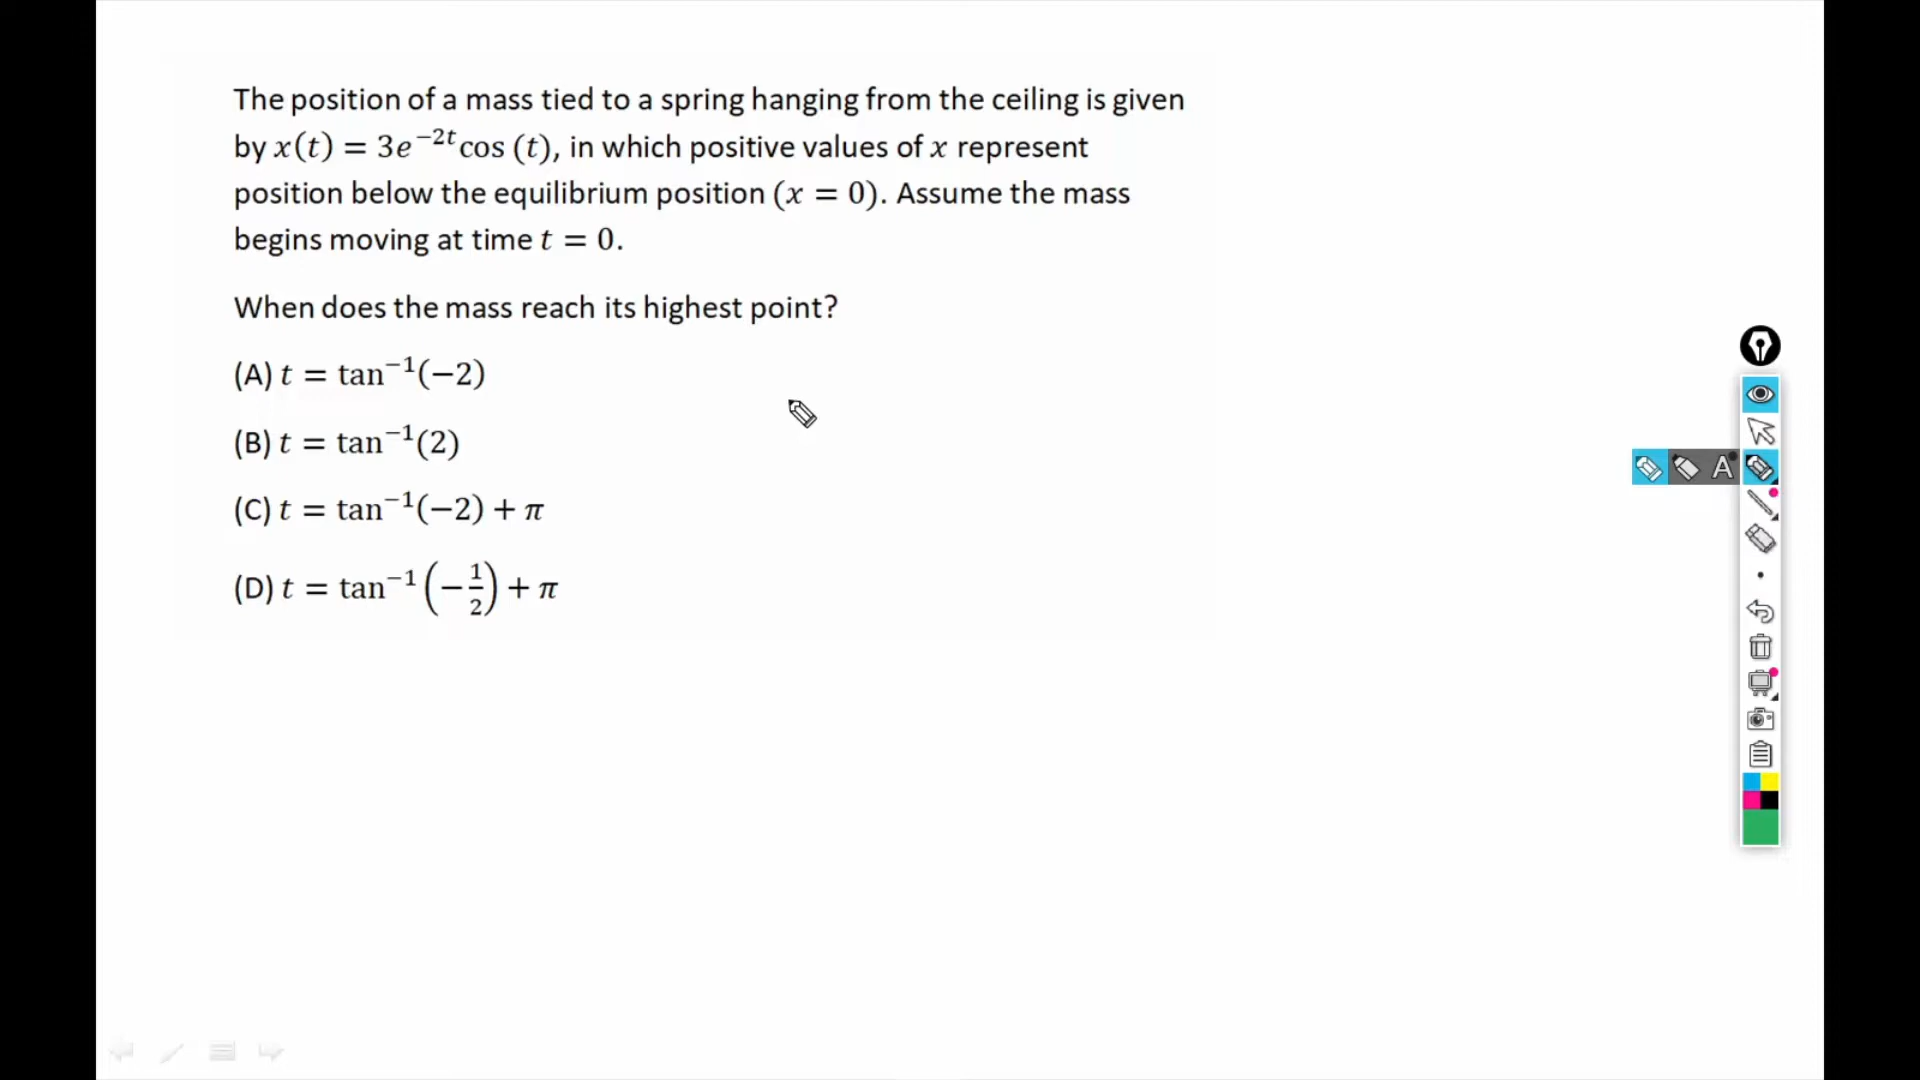 The position of a mass tied to a spring hanging from the ceiling is given
by x(t) = 3e^{-2t} cos (t), in which positive values of x represent
position below the equilibrium position (x = 0). Assume the mass
begins moving at time t = 0.
When does the mass reach its highest point?
(A) t = tan⁻¹(−2)
(B) t = tan⁻¹(2)
(C) t = tan⁻¹(−2) + π
(D) t = tan⁻¹(−1/2) + π
A